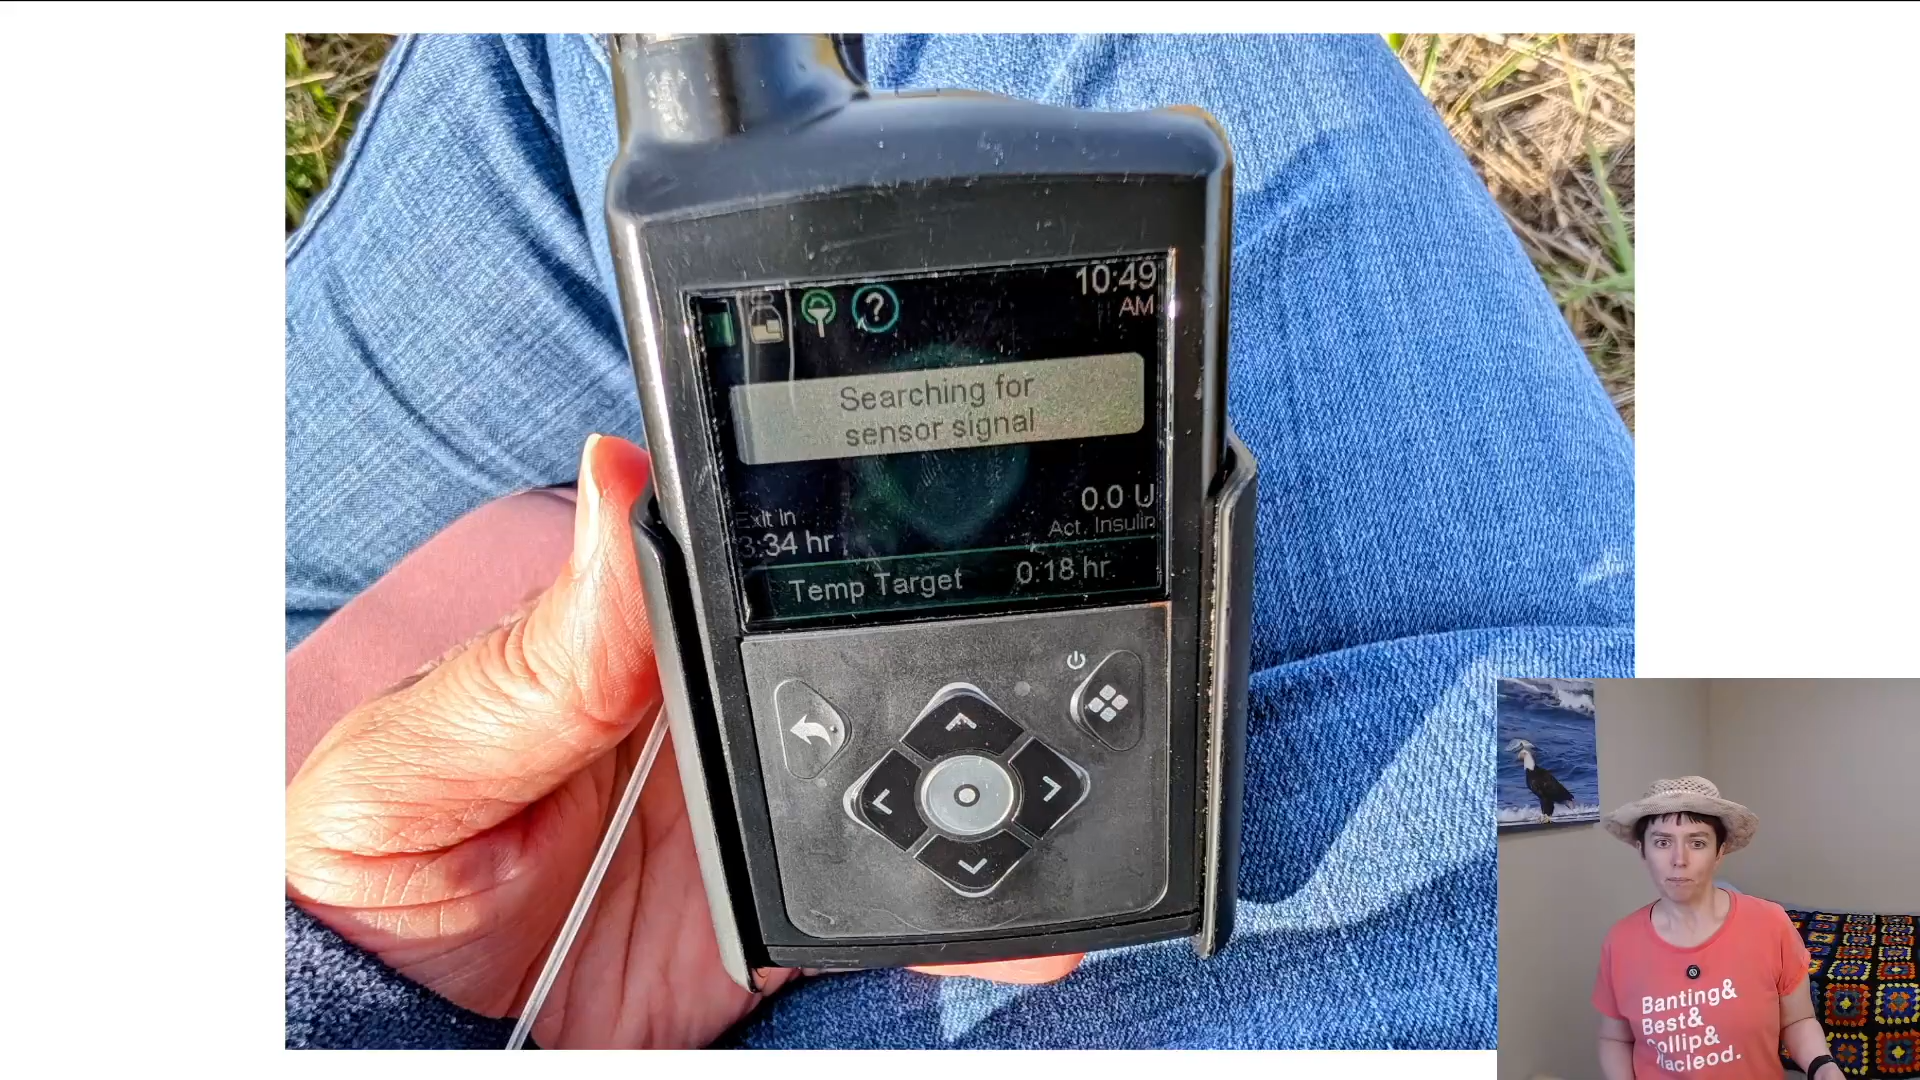 10:49
AM
?
Searching for
sensor signal
0.0 U
Act. Insulin
Exit in
3:34 hr
Temp Target 0:18 hr
Banting&
Best&
Collip&
Macleod.